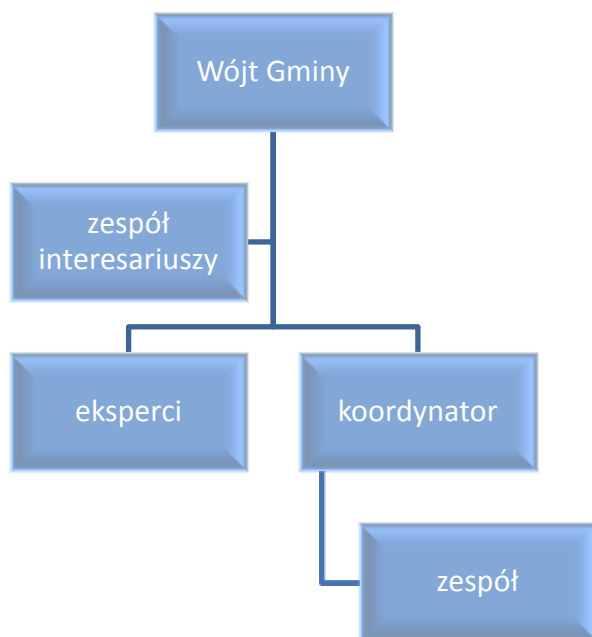 Wójt Gminy
zespół
interesariuszy
eksperci
koordynator
zespół